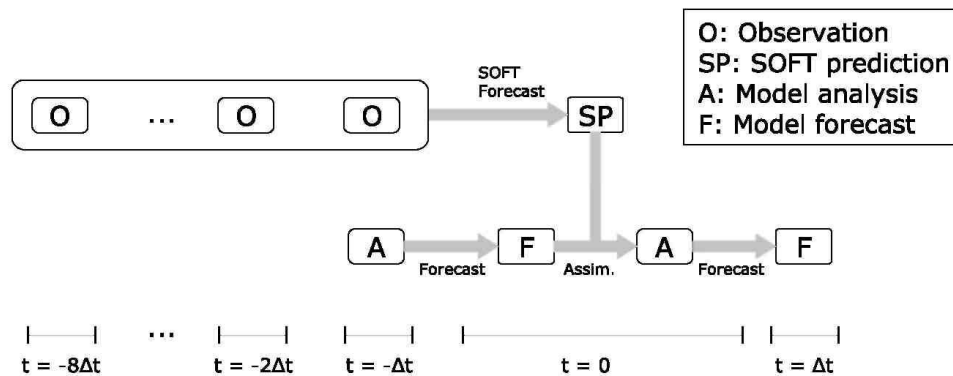 O: Observation
SP: SOFT prediction
A: Model analysis
F: Model forecast
SOFT
Forecast
O ... O O SP
A F A F
Forecast Assim. Forecast
...
t = -8Δt t = -2Δt t = -Δt t = 0 t = Δt